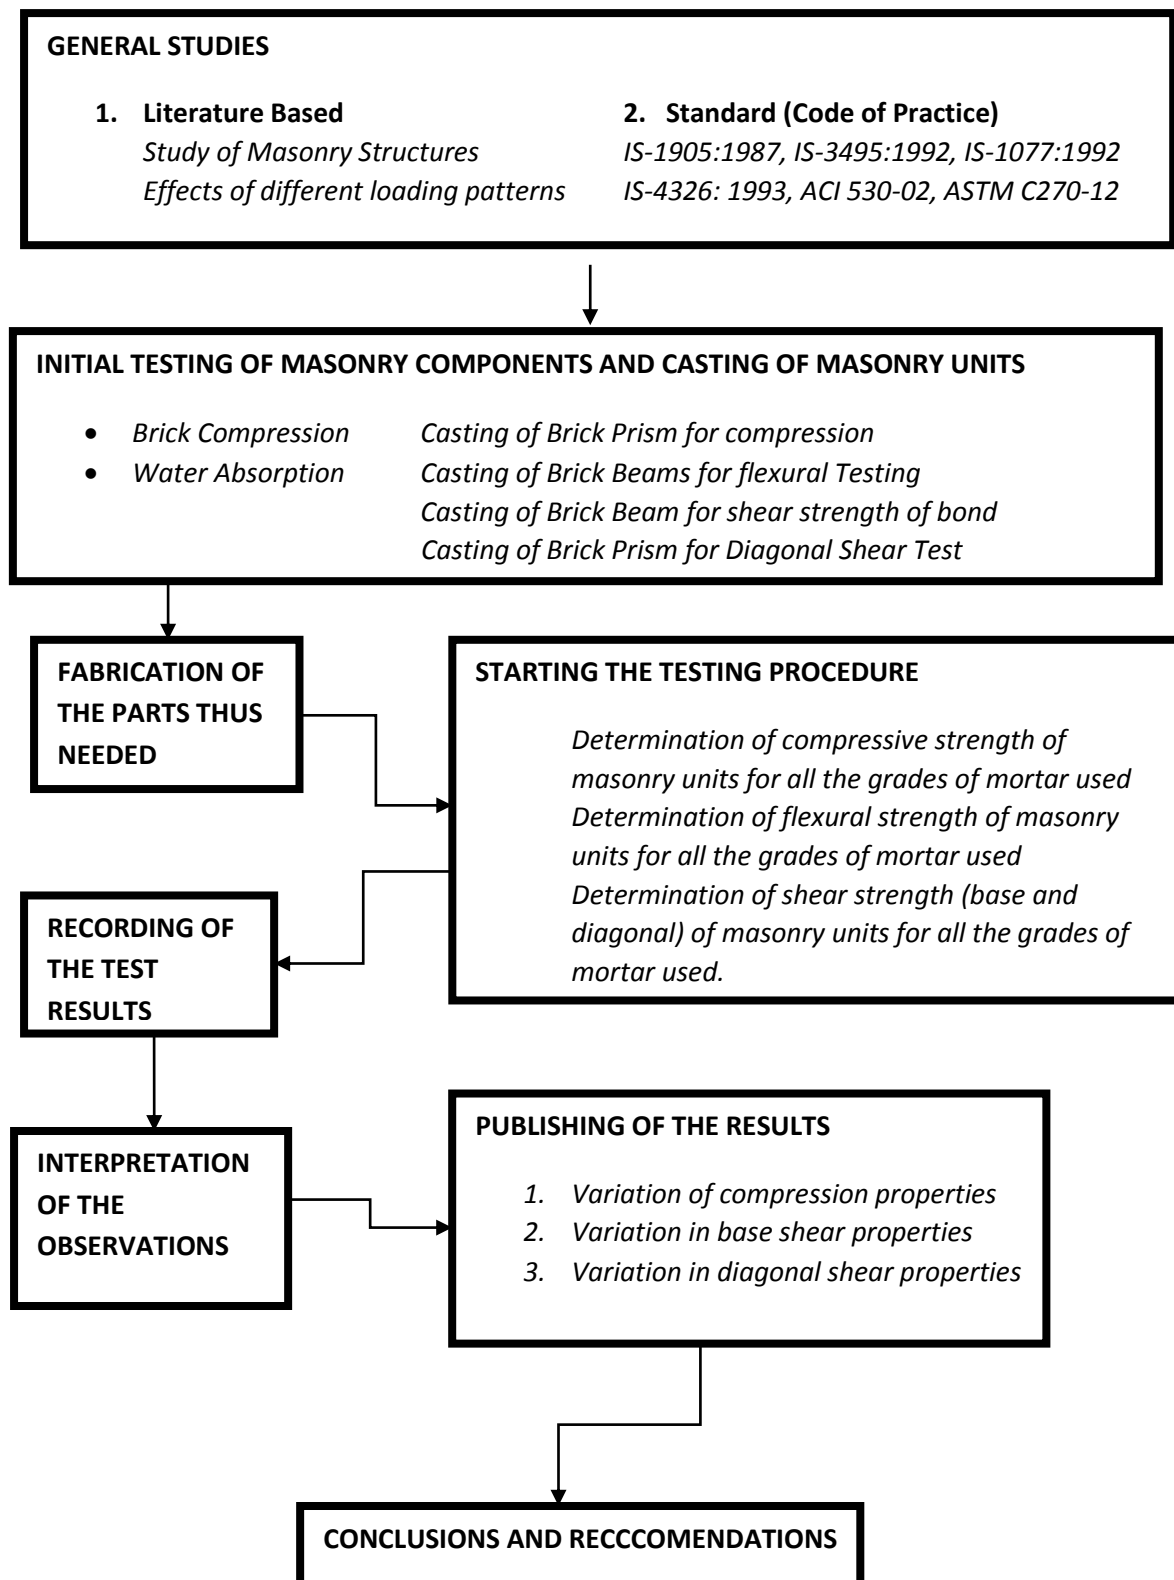 GENERAL STUDIES
1. Literature Based
Study of Masonry Structures
Effects of different loading patterns
2. Standard (Code of Practice)
IS-1905:1987, IS-3495:1992, IS-1077:1992
IS-4326: 1993, ACI 530-02, ASTM C270-12
INITIAL TESTING OF MASONRY COMPONENTS AND CASTING OF MASONRY UNITS
• Brick Compression
• Water Absorption
Casting of Brick Prism for compression
Casting of Brick Beams for flexural Testing
Casting of Brick Beam for shear strength of bond
Casting of Brick Prism for Diagonal Shear Test
FABRICATION OF
THE PARTS THUS
NEEDED
STARTING THE TESTING PROCEDURE
Determination of compressive strength of
masonry units for all the grades of mortar used
Determination of flexural strength of masonry
units for all the grades of mortar used
Determination of shear strength (base and
diagonal) of masonry units for all the grades of
mortar used.
RECORDING OF
THE TEST
RESULTS
INTERPRETATION
OF THE
OBSERVATIONS
PUBLISHING OF THE RESULTS
1. Variation of compression properties
2. Variation in base shear properties
3. Variation in diagonal shear properties
CONCLUSIONS AND RECCCOMENDATIONS